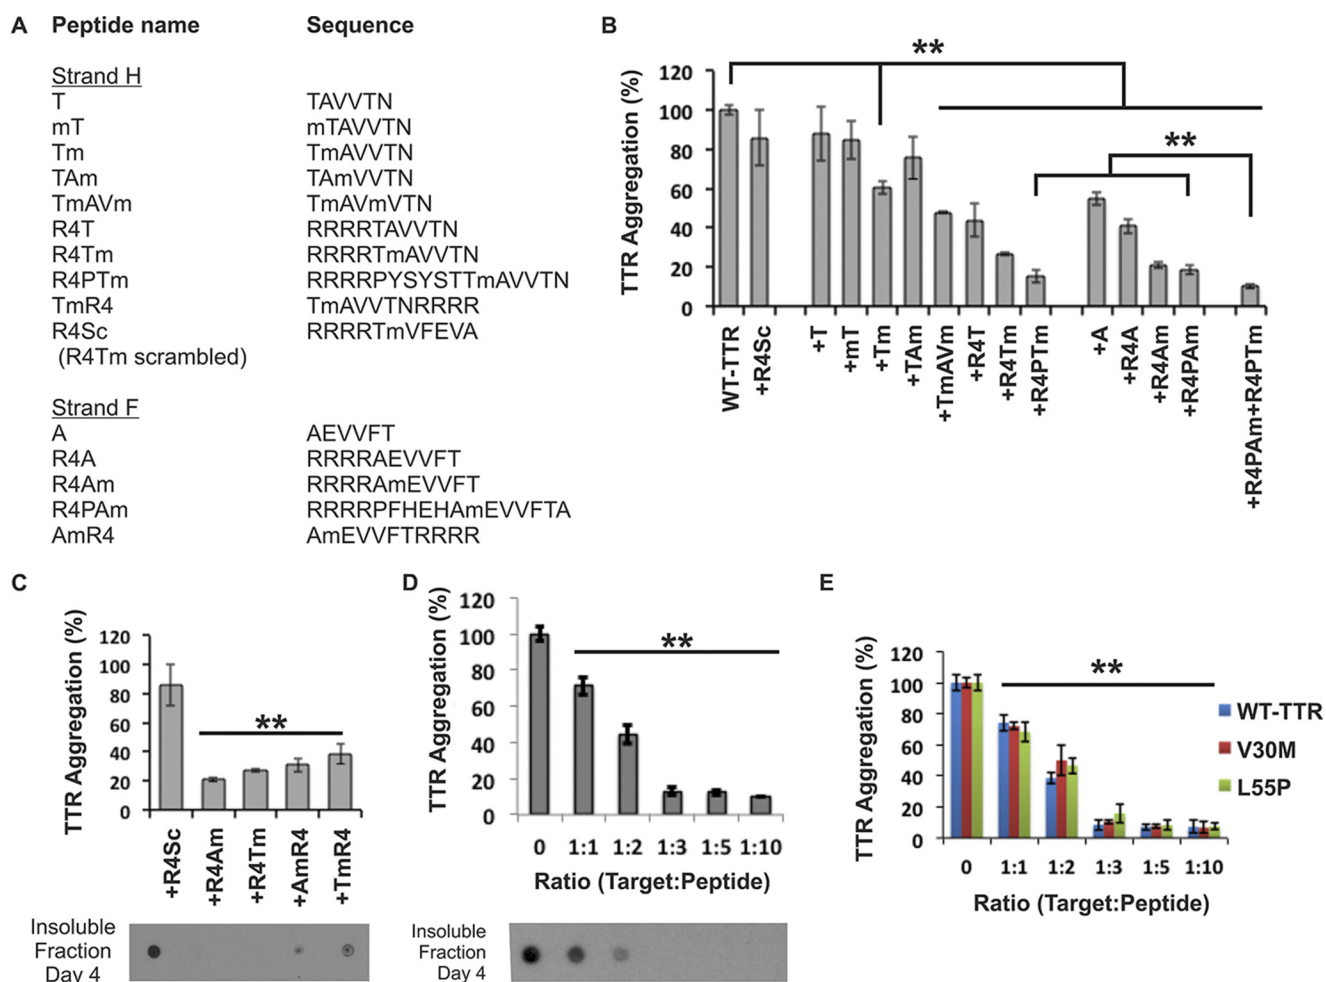 A Peptide name Sequence
Strand H
T TAVVTN
mT mTAVVTN
Tm TmAVVTN
TAm TAmVVTN
TmAVm TmAVmVTN
R4T RRRRTAVVTN
R4Tm RRRRTmAVVTN
R4PTm RRRRPYSYSTTmAVVTN
TmR4 TmAVVTNRRRR
R4Sc RRRRTmVFEVA
(R4Tm scrambled)
Strand F
A AEVVFT
R4A RRRRAEVVFT
R4Am RRRRAmEVVFT
R4PAm RRRRPFHEHAmEVVFTA
AmR4 AmEVVFTRRRR
B
TTR Aggregation (%)
120
100
80
60
40
20
0
**
**
WT-TTR
+R4Sc
+T
+mT
+Tm
+TAm
+TmAVm
+R4T
+R4Tm
+R4PTm
+A
+R4A
+R4Am
+R4PAm
+R4PAm+R4PTm
C
TTR Aggregation (%)
120
100
80
60
40
20
0
**
+R4Sc
+R4Am
+R4Tm
+AmR4
+TmR4
Insoluble
Fraction
Day 4
D
TTR Aggregation (%)
120
100
80
60
40
20
0
**
0 1:1 1:2 1:3 1:5 1:10
Ratio (Target:Peptide)
Insoluble
Fraction
Day 4
E
TTR Aggregation (%)
120
100
80
60
40
20
0
**
WT-TTR
V30M
L55P
0 1:1 1:2 1:3 1:5 1:10
Ratio (Target:Peptide)